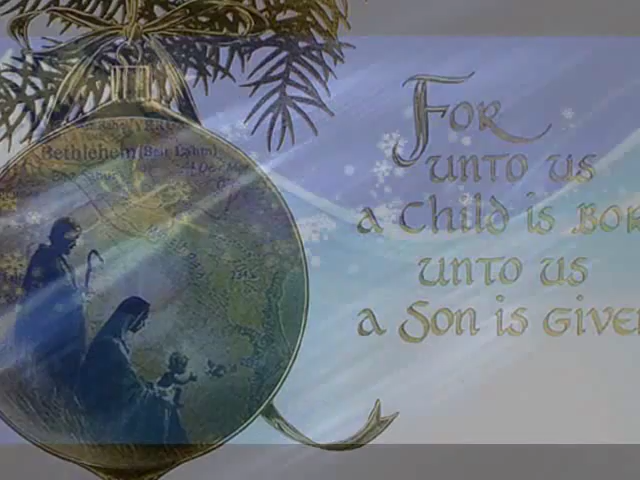 Bethlehem (Beit Lahm)
For
unto us
a Child is Bor
unto us
a Son is Give